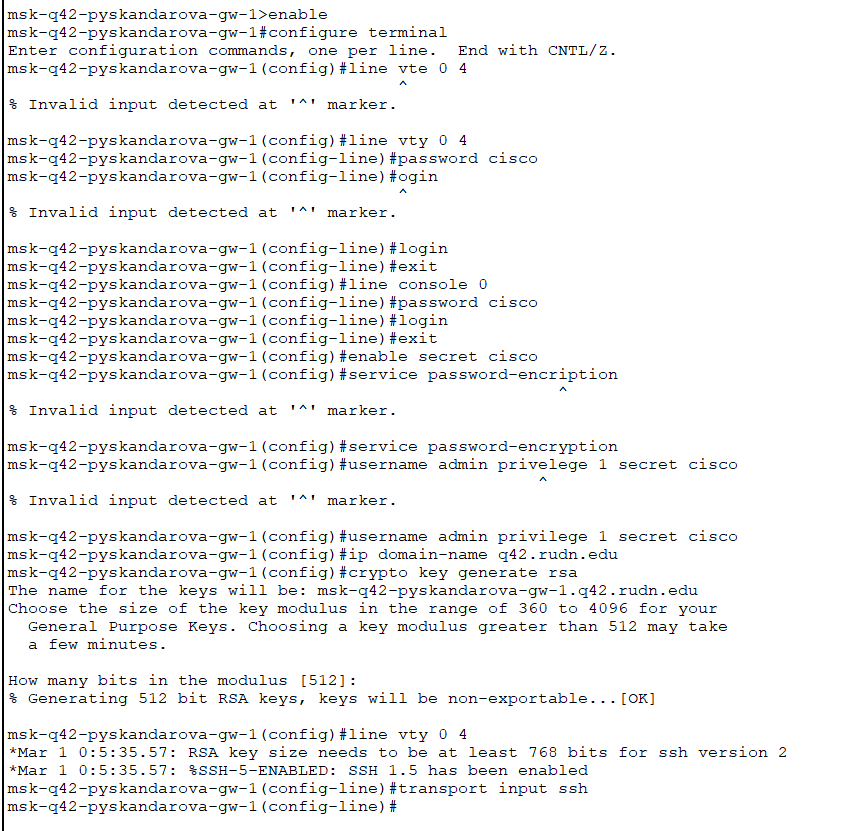 msk-q42-pyskandarova-gw-1>enable
msk-q42-pyskandarova-gw-1#configure terminal
Enter configuration commands, one per line.  End with CNTL/Z.
msk-q42-pyskandarova-gw-1(config)#line vte 0 4
^
% Invalid input detected at '^' marker.
msk-q42-pyskandarova-gw-1(config)#line vty 0 4
msk-q42-pyskandarova-gw-1(config-line)#password cisco
msk-q42-pyskandarova-gw-1(config-line)#ogin
^
% Invalid input detected at '^' marker.
msk-q42-pyskandarova-gw-1(config-line)#login
msk-q42-pyskandarova-gw-1(config-line)#exit
msk-q42-pyskandarova-gw-1(config)#line console 0
msk-q42-pyskandarova-gw-1(config-line)#password cisco
msk-q42-pyskandarova-gw-1(config-line)#login
msk-q42-pyskandarova-gw-1(config-line)#exit
msk-q42-pyskandarova-gw-1(config)#enable secret cisco
msk-q42-pyskandarova-gw-1(config)#service password-encription
^
% Invalid input detected at '^' marker.
msk-q42-pyskandarova-gw-1(config)#service password-encryption
msk-q42-pyskandarova-gw-1(config)#username admin privelege 1 secret cisco
^
% Invalid input detected at '^' marker.
msk-q42-pyskandarova-gw-1(config)#username admin privilege 1 secret cisco
msk-q42-pyskandarova-gw-1(config)#ip domain-name q42.rudn.edu
msk-q42-pyskandarova-gw-1(config)#crypto key generate rsa
The name for the keys will be: msk-q42-pyskandarova-gw-1.q42.rudn.edu
Choose the size of the key modulus in the range of 360 to 4096 for your
General Purpose Keys. Choosing a key modulus greater than 512 may take
a few minutes.
How many bits in the modulus [512]:
% Generating 512 bit RSA keys, keys will be non-exportable...[OK]
msk-q42-pyskandarova-gw-1(config)#line vty 0 4
*Mar 1 0:5:35.57: RSA key size needs to be at least 768 bits for ssh version 2
*Mar 1 0:5:35.57: %SSH-5-ENABLED: SSH 1.5 has been enabled
msk-q42-pyskandarova-gw-1(config-line)#transport input ssh
msk-q42-pyskandarova-gw-1(config-line)#